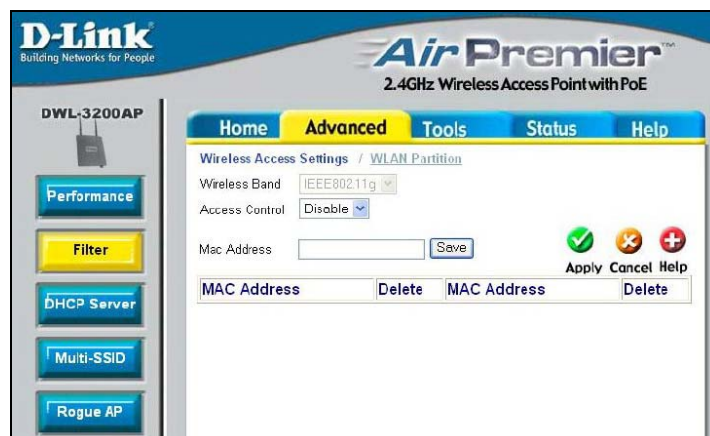 D-Link
Building Networks for People
Air Premier™
2.4GHz Wireless Access Point with PoE
DWL-3200AP
Home Advanced Tools Status Help
Performance
Filter
DHCP Server
Multi-SSID
Rogue AP
Wireless Access Settings / WLAN Partition
Wireless Band IEEE802.11g
Access Control Disable
Mac Address Save
Apply Cancel Help
MAC Address Delete MAC Address Delete